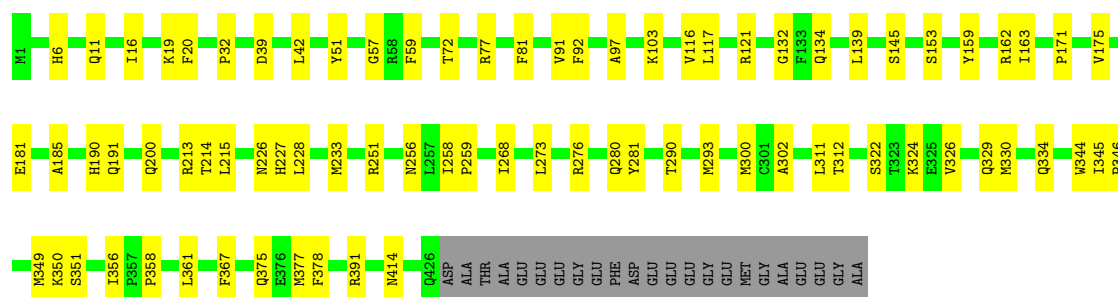 M1 H6 Q11 I16 K19 F20 P32 D39 L42 Y51 G57 R58 F59 T72 R77 F81 V91 F92 A97 K103 V116 L117 R121 G132 F133 Q134 L139 S145 S153 Y159 R162 I163 P171 V175
E181 A185 H190 Q191 Q200 R213 T214 L215 N226 H227 L228 M233 R251 N256 L257 I258 P259 I268 L273 R276 Q280 Y281 T290 M293 M300 C301 A302 L311 T312 S322 T323 K324 E325 V326 Q329 M330 Q334 W344 I345 P346
M349 K350 S351 I356 P357 P358 L361 F367 Q375 E376 M377 F378 R391 N414 Q426 ASP ALA THR ALA GLU GLU GLU GLY GLU PHE ASP GLU GLU GLU GLY GLU MET GLY ALA GLU GLU GLY ALA